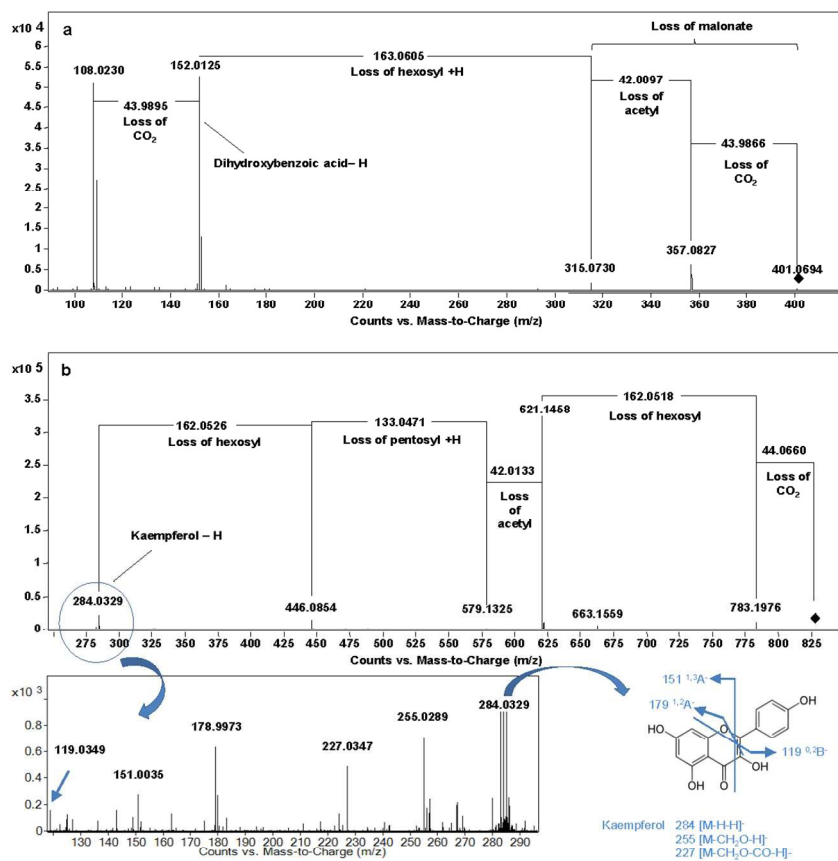 x10 4
a
Loss of malonate
6
5.5
5
4.5
4
3.5
3
2.5
2
1.5
1
0.5
0
108.0230
152.0125
163.0605
Loss of hexosyl +H
42.0097
Loss of
acetyl
43.9895
Loss of
CO2
43.9866
Loss of
CO2
Dihydroxybenzoic acid– H
315.0730
357.0827
401.0694
100 120 140 160 180 200 220 240 260 280 300 320 340 360 380 400
Counts vs. Mass-to-Charge (m/z)
x10 5
b
3.5
3
2.5
2
1.5
1
0.5
0
162.0526
Loss of hexosyl
133.0471
Loss of pentosyl +H
42.0133
Loss
of
acetyl
621.1458
162.0518
Loss of hexosyl
44.0660
Loss of
CO2
Kaempferol – H
284.0329
446.0854
579.1325
663.1559
783.1976
275 300 325 350 375 400 425 450 475 500 525 550 575 600 625 650 675 700 725 750 775 800 825
Counts vs. Mass-to-Charge (m/z)
x10 3
0.8
0.6
0.4
0.2
0
119.0349
151.0035
178.9973
227.0347
255.0289
284.0329
130 140 150 160 170 180 190 200 210 220 230 240 250 260 270 280 290
Counts vs. Mass-to-Charge (m/z)
151 1,3A-
179 1,2A-
119 0,2B-
OH
HO
O
OH
OH
O
Kaempferol 284 [M-H-H]-
255 [M-CH2O-H]-
227 [M-CH2O-CO-H]-